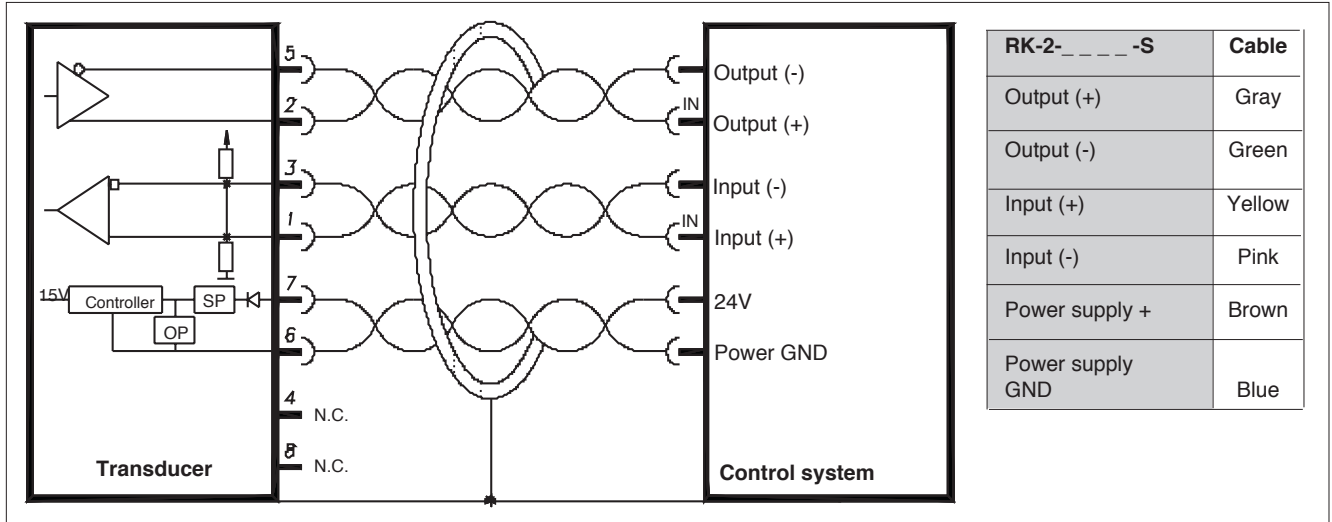 5
Output (-)
2
IN
Output (+)
3
Input (-)
1
IN
Input (+)
15V
Controller
SP
7
24V
OP
6
Power GND
4
N.C.
8
N.C.
Transducer
Control system
RK-2-_ _ _ _ -S Cable
Output (+) Gray
Output (-) Green
Input (+) Yellow
Input (-) Pink
Power supply + Brown
Power supply
GND Blue